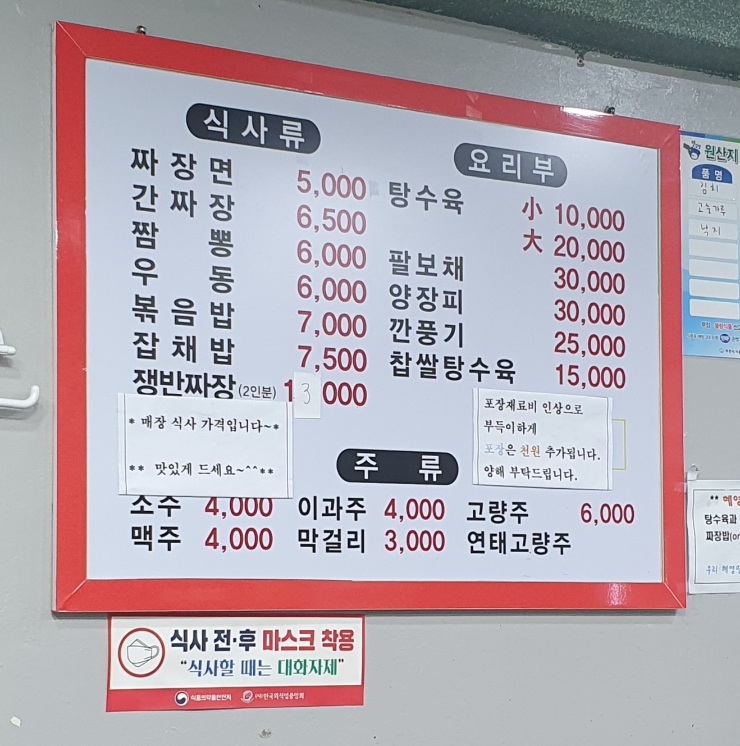 식사류
짜장면 5,000
간짜장 6,500
짬뽕 6,000
우동 6,000
볶음밥 7,000
잡채밥 7,500
쟁반짜장(2인분) 13,000
* 매장 식사 가격입니다~*
** 맛있게 드세요~^^**
요리부
탕수육 小 10,000
大 20,000
팔보채 30,000
양장피 30,000
깐풍기 25,000
찹쌀탕수육 15,000
포장재료비 인상으로
부득이하게
포장은 천원 추가됩니다.
양해 부탁드립니다.
주류
소주 4,000 이과주 4,000 고량주 6,000
맥주 4,000 막걸리 3,000 연태고량주
식사 전·후 마스크 착용
"식사할 때는 대화자제"
식품의약품안전처 (사)한국외식업중앙회
원산지
품명
김치
고춧가루
낙지
** 혜영
탕수육과
짜장밥(or
우리 혜영